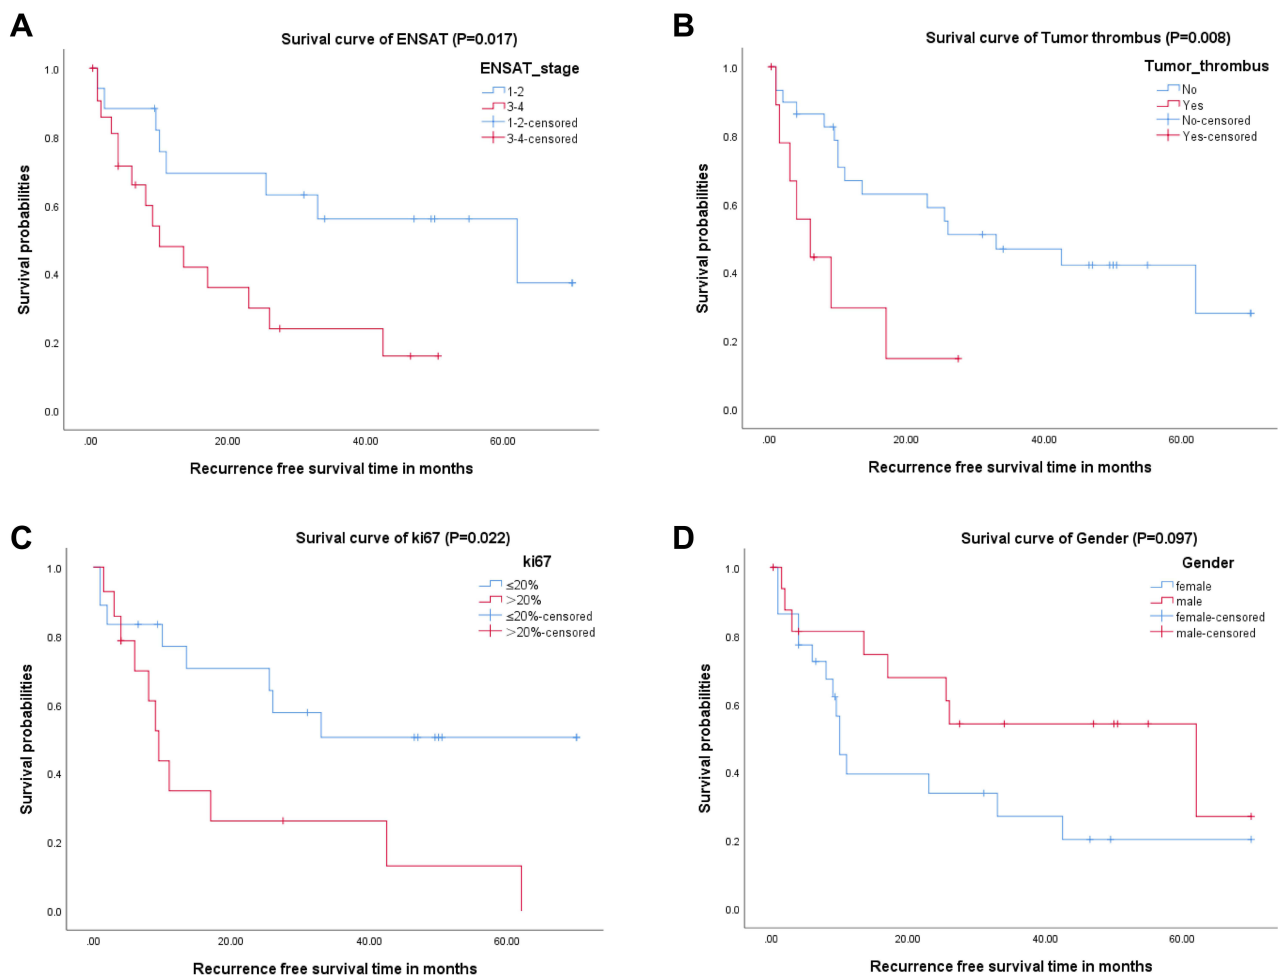 A
Surival curve of ENSAT (P=0.017)
ENSAT_stage
1-2
3-4
1-2-censored
3-4-censored
Survival probabilities
1.0
0.8
0.6
0.4
0.2
0.0
.00
20.00
40.00
60.00
Recurrence free survival time in months
B
Surival curve of Tumor thrombus (P=0.008)
Tumor_thrombus
No
Yes
No-censored
Yes-censored
Survival probabilities
1.0
0.8
0.6
0.4
0.2
0.0
.00
20.00
40.00
60.00
Recurrence free survival time in months
C
Surival curve of ki67 (P=0.022)
ki67
≤20%
>20%
≤20%-censored
>20%-censored
Survival probabilities
1.0
0.8
0.6
0.4
0.2
0.0
.00
20.00
40.00
60.00
Recurrence free survival time in months
D
Surival curve of Gender (P=0.097)
Gender
female
male
female-censored
male-censored
Survival probabilities
1.0
0.8
0.6
0.4
0.2
0.0
.00
20.00
40.00
60.00
Recurrence free survival time in months